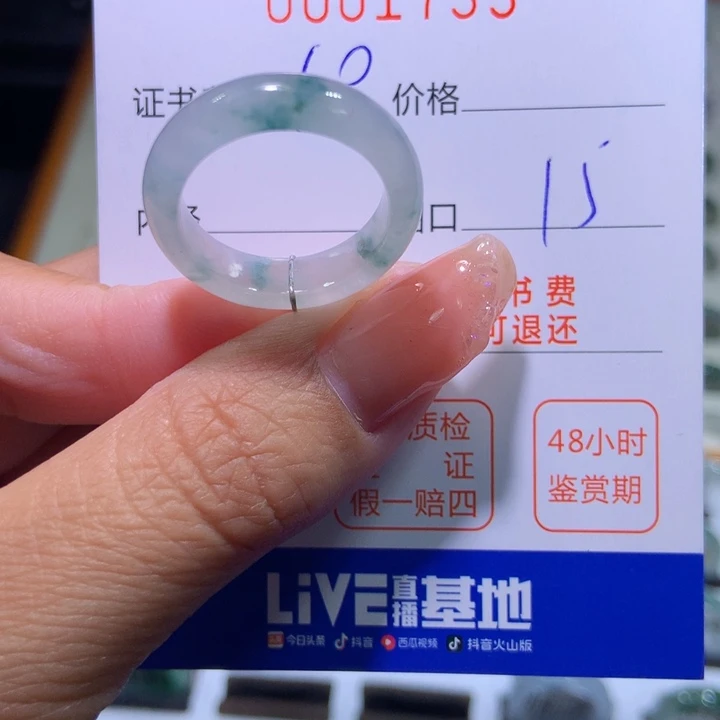 0001735
证书 10 价格
内径 口 15
书费
可退还
质检 48小时
证 鉴赏期
假一赔四
LiVE直播基地
今日头条 抖音 西瓜视频 抖音火山版